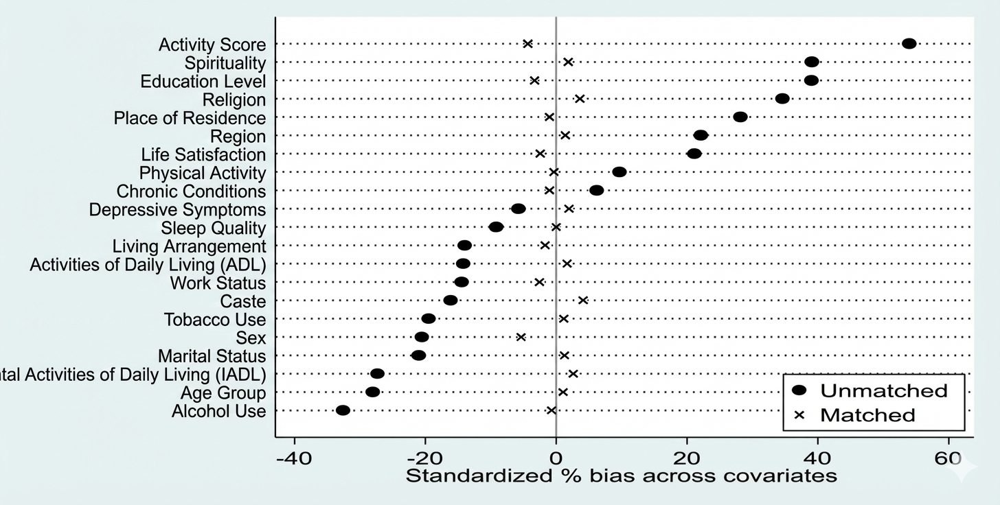 Activity Score
Spirituality
Education Level
Religion
Place of Residence
Region
Life Satisfaction
Physical Activity
Chronic Conditions
Depressive Symptoms
Sleep Quality
Living Arrangement
Activities of Daily Living (ADL)
Work Status
Caste
Tobacco Use
Sex
Marital Status
Activities of Daily Living (IADL)
Age Group
Alcohol Use
Unmatched
Matched
-40 -20 0 20 40 60
Standardized % bias across covariates